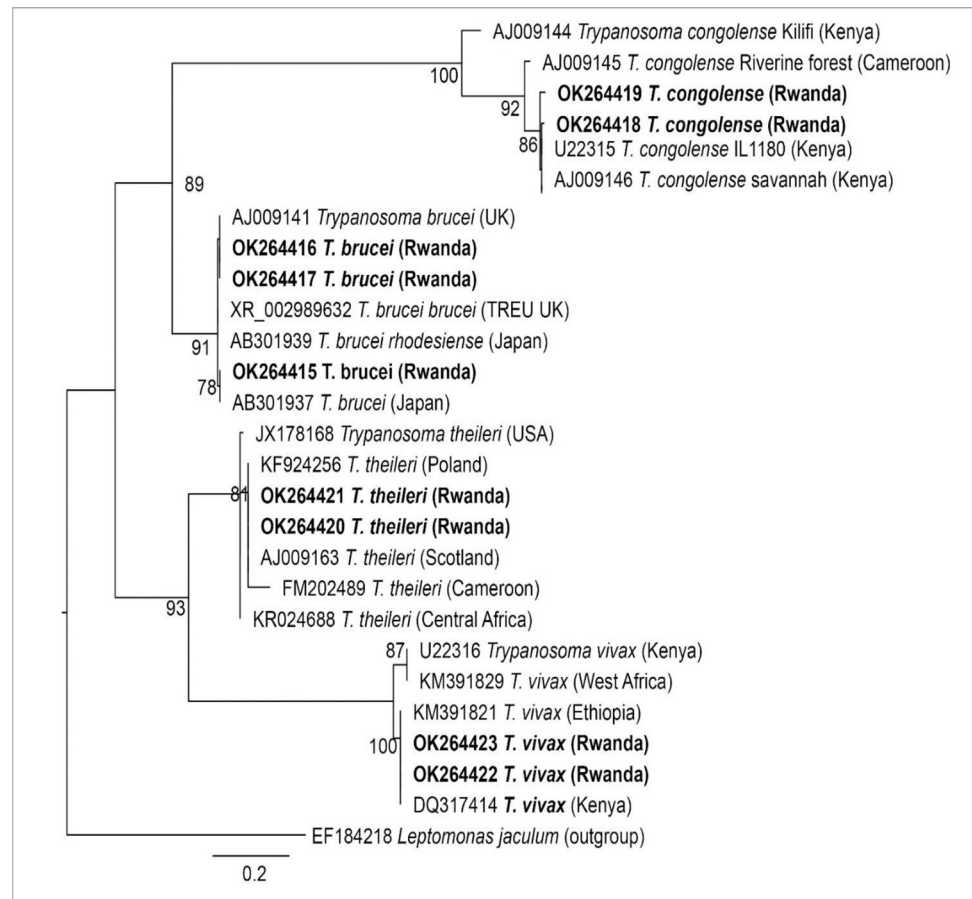 AJ009144 Trypanosoma congolense Kilifi (Kenya)
100
AJ009145 T. congolense Riverine forest (Cameroon)
92
OK264419 T. congolense (Rwanda)
OK264418 T. congolense (Rwanda)
86
U22315 T. congolense IL1180 (Kenya)
AJ009146 T. congolense savannah (Kenya)
89
AJ009141 Trypanosoma brucei (UK)
OK264416 T. brucei (Rwanda)
OK264417 T. brucei (Rwanda)
XR_002989632 T. brucei brucei (TREU UK)
91
AB301939 T. brucei rhodesiense (Japan)
OK264415 T. brucei (Rwanda)
78
AB301937 T. brucei (Japan)
JX178168 Trypanosoma theileri (USA)
KF924256 T. theileri (Poland)
81
OK264421 T. theileri (Rwanda)
OK264420 T. theileri (Rwanda)
AJ009163 T. theileri (Scotland)
FM202489 T. theileri (Cameroon)
93
KR024688 T. theileri (Central Africa)
87
U22316 Trypanosoma vivax (Kenya)
KM391829 T. vivax (West Africa)
KM391821 T. vivax (Ethiopia)
100
OK264423 T. vivax (Rwanda)
OK264422 T. vivax (Rwanda)
DQ317414 T. vivax (Kenya)
EF184218 Leptomonas jaculum (outgroup)
0.2